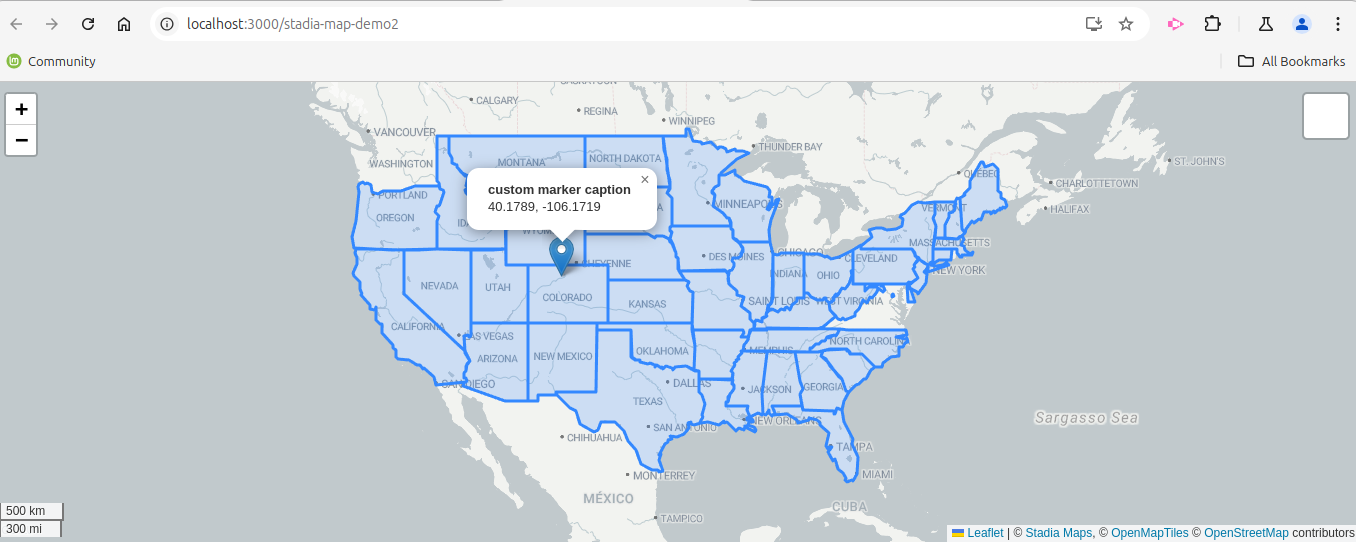 localhost:3000/stadia-map-demo2
Community
All Bookmarks
+
−
CALGARY
REGINA
WINNIPEG
VANCOUVER
THUNDER BAY
WASHINGTON
MONTANA
NORTH DAKOTA
QUÉBEC
ST. JOHN'S
CHARLOTTETOWN
HALIFAX
×
custom marker caption
40.1789, -106.1719
PORTLAND
OREGON
MINNEAPOLIS
VERMONT
MASSACHUSETTS
CHEYENNE
DES MOINES
CHICAGO
CLEVELAND
NEW YORK
NEVADA
UTAH
COLORADO
KANSAS
INDIANA
OHIO
SAINT LOUIS
WEST VIRGINIA
CALIFORNIA
LAS VEGAS
ARIZONA
NEW MEXICO
OKLAHOMA
MEMPHIS
NORTH CAROLINA
SAN DIEGO
DALLAS
JACKSON
GEORGIA
TEXAS
SAN ANTONIO
NEW ORLEANS
Sargasso Sea
CHIHUAHUA
TAMPA
MONTERREY
MIAMI
MÉXICO
CUBA
TAMPICO
500 km
300 mi
Leaflet | © Stadia Maps, © OpenMapTiles © OpenStreetMap contributors